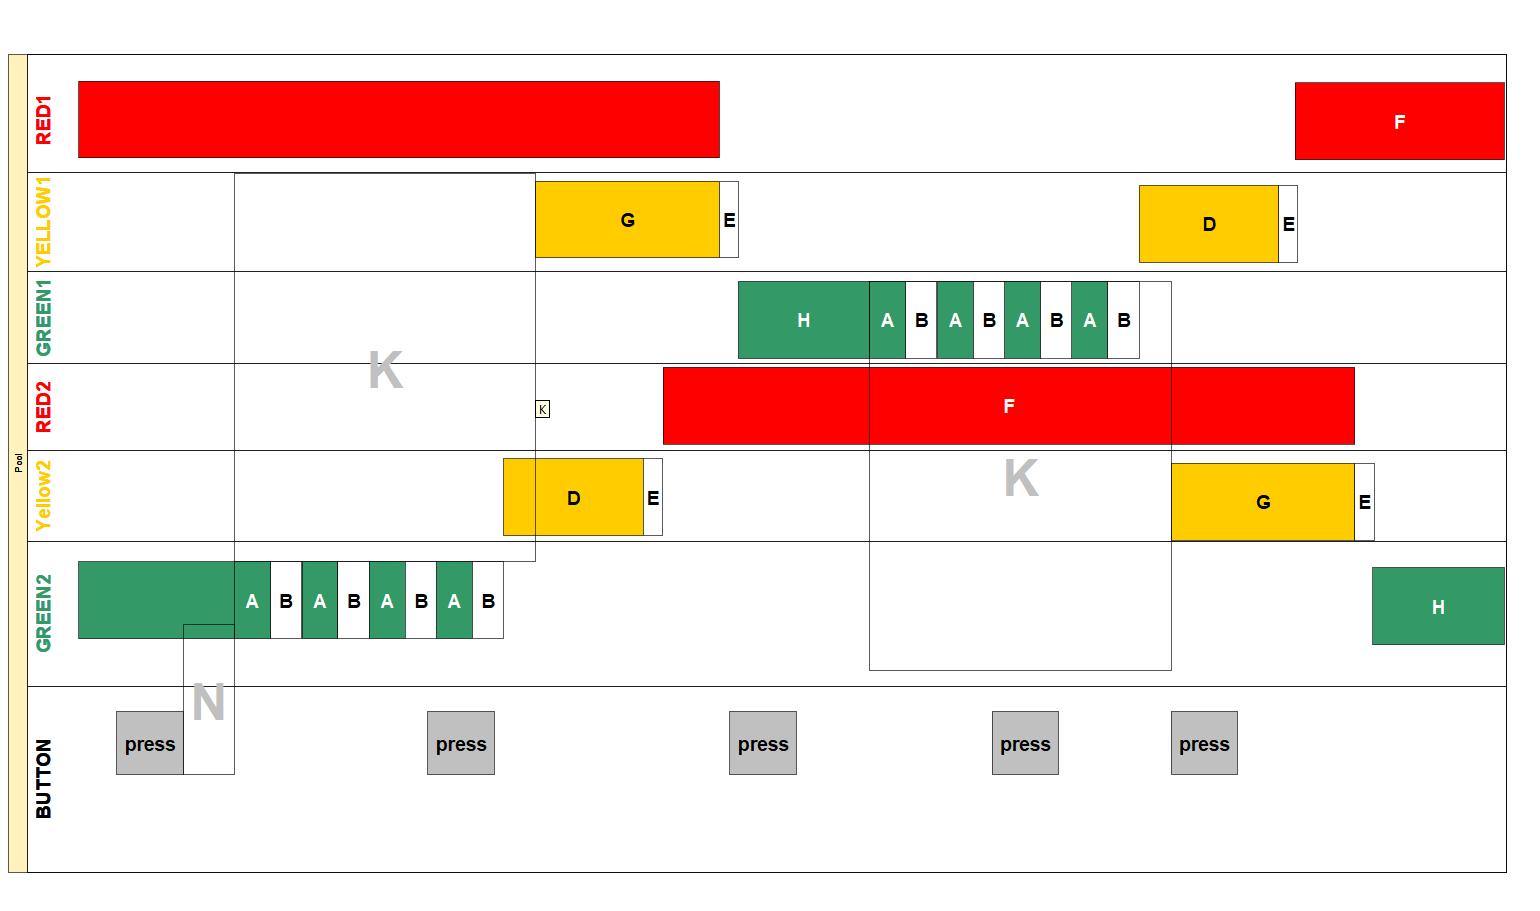 Pool
RED1
F
YELLOW1
G
E
D
E
GREEN1
H
A
B
A
B
A
B
A
B
K
RED2
F
K
Yellow2
D
E
K
G
E
GREEN2
A
B
A
B
A
B
A
B
H
N
BUTTON
press
press
press
press
press